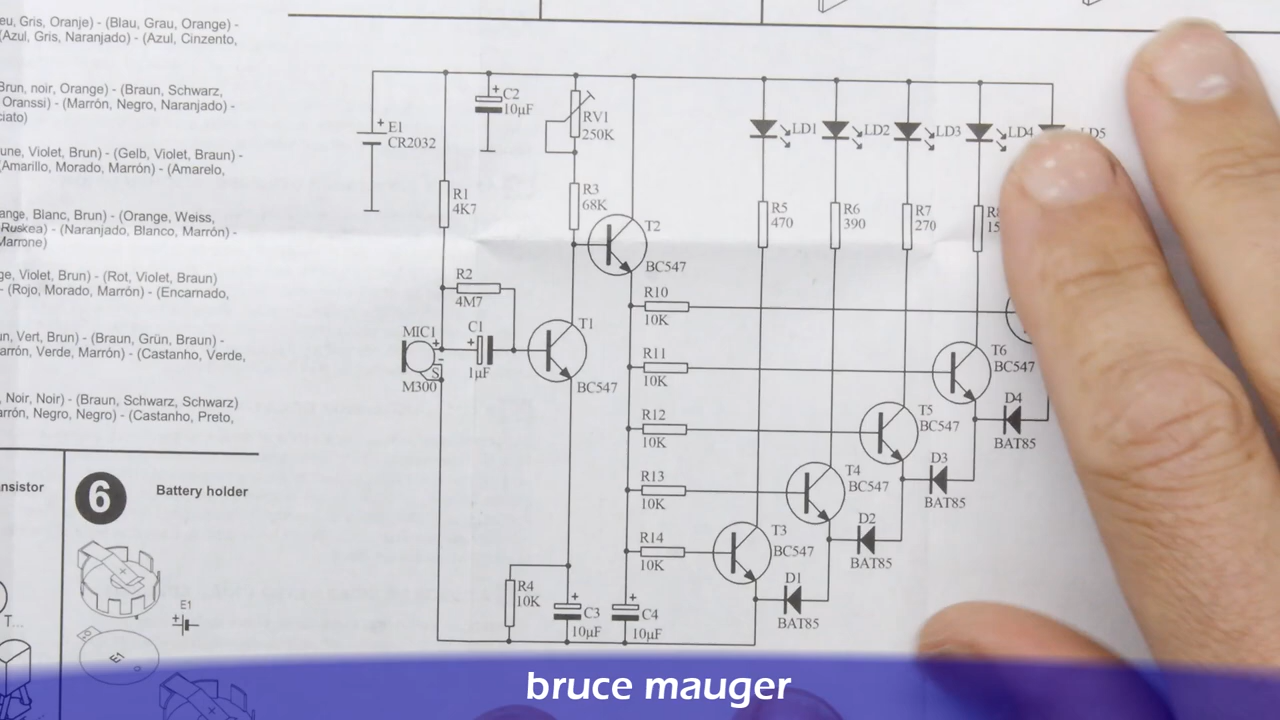 eu, Gris, Oranje) - (Blau, Grau, Orange) -
(Azul, Gris, Naranjado) - (Azul, Cinzento,
Brun, noir, Orange) - (Braun, Schwarz,
Oranssi) - (Marrón, Negro, Naranjado) -
ciato)
une, Violet, Brun) - (Gelb, Violet, Braun) -
(Amarillo, Morado, Marrón) - (Amarelo,
ange, Blanc, Brun) - (Orange, Weiss,
Ruskea) - (Naranjado, Blanco, Marrón) -
Marrone)
ge, Violet, Brun) - (Rot, Violet, Braun)
- (Rojo, Morado, Marrón) - (Encarnado,
un, Vert, Brun) - (Braun, Grün, Braun) -
arrón, Verde, Marrón) - (Castanho, Verde,
, Noir, Noir) - (Braun, Schwarz, Schwarz)
arrón, Negro, Negro) - (Castanho, Preto,
ansistor
6
Battery holder
E1
+
T...
+
E1
CR2032
+
C2
10µF
RV1
250K
R1
4K7
R3
68K
T2
BC547
R2
4M7
MIC1
+
-
S
M300
C1
+
1µF
T1
BC547
R4
10K
+
C3
10µF
+
C4
10µF
LD1
LD2
LD3
LD4
LD5
R5
470
R6
390
R7
270
R8
15
R10
10K
R11
10K
R12
10K
R13
10K
R14
10K
T6
BC547
T5
BC547
T4
BC547
T3
BC547
D4
BAT85
D3
BAT85
D2
BAT85
D1
BAT85
bruce mauger